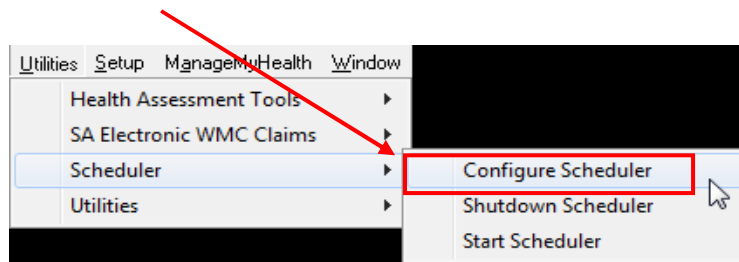 Utilities Setup ManageMyHealth Window
Health Assessment Tools
SA Electronic WMC Claims
Scheduler
Configure Scheduler
Utilities
Shutdown Scheduler
Start Scheduler